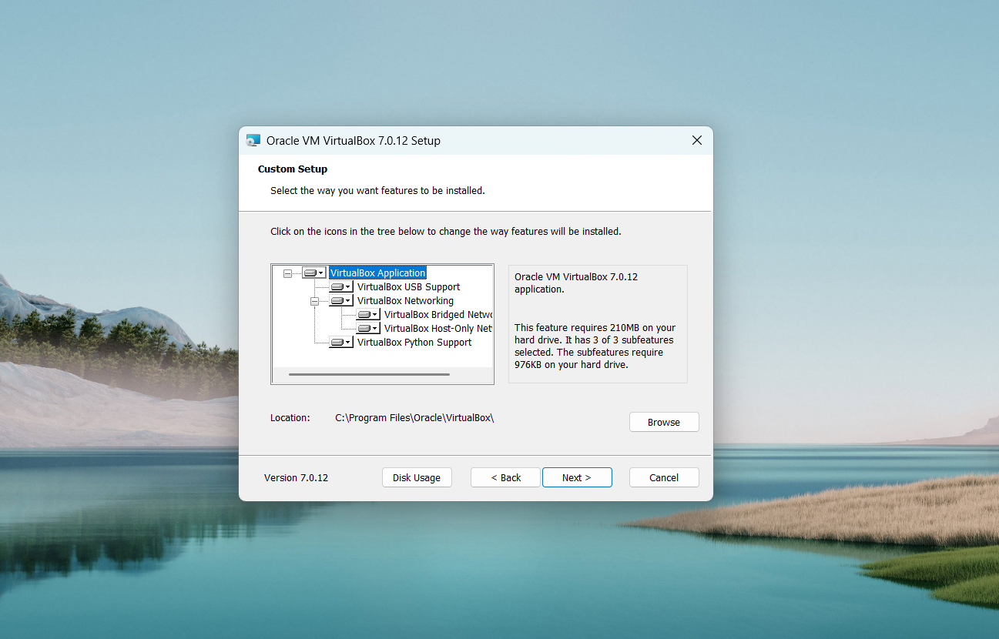 Oracle VM VirtualBox 7.0.12 Setup
Custom Setup
Select the way you want features to be installed.
Click on the icons in the tree below to change the way features will be installed.
VirtualBox Application
VirtualBox USB Support
VirtualBox Networking
VirtualBox Bridged Netwo
VirtualBox Host-Only Net
VirtualBox Python Support
Oracle VM VirtualBox 7.0.12
application.
This feature requires 210MB on your
hard drive. It has 3 of 3 subfeatures
selected. The subfeatures require
976KB on your hard drive.
Location: C:\Program Files\Oracle\VirtualBox\
Browse
Version 7.0.12
Disk Usage
< Back
Next >
Cancel